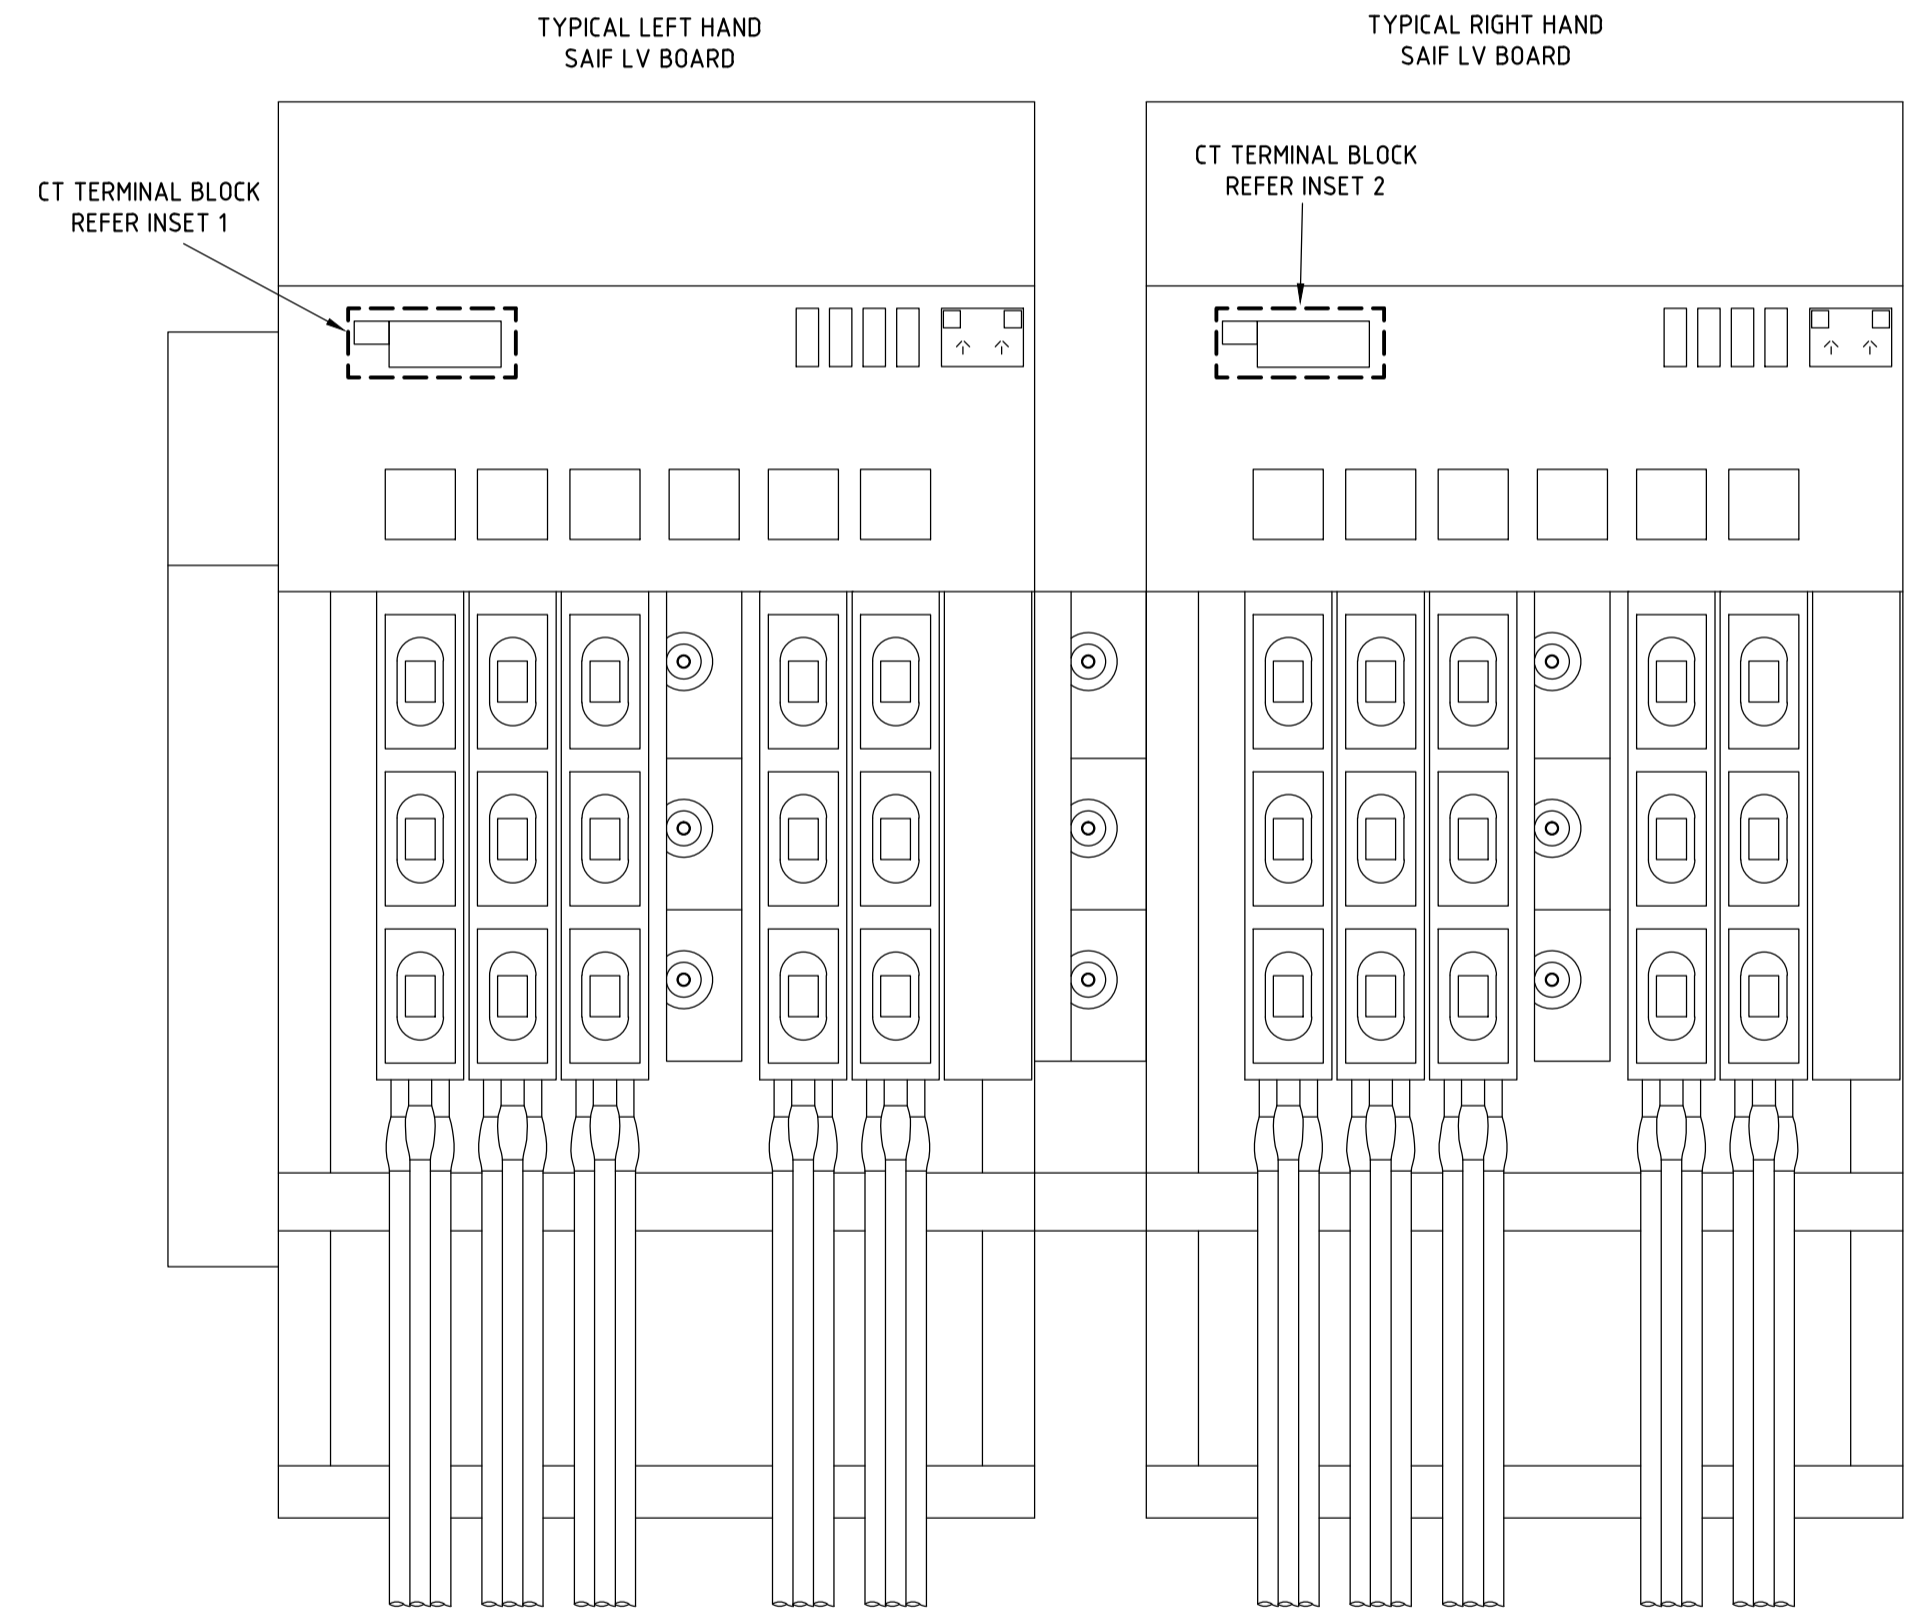 TYPICAL LEFT HAND
SAIF LV BOARD
TYPICAL RIGHT HAND
SAIF LV BOARD
CT TERMINAL BLOCK
REFER INSET 1
CT TERMINAL BLOCK
REFER INSET 2